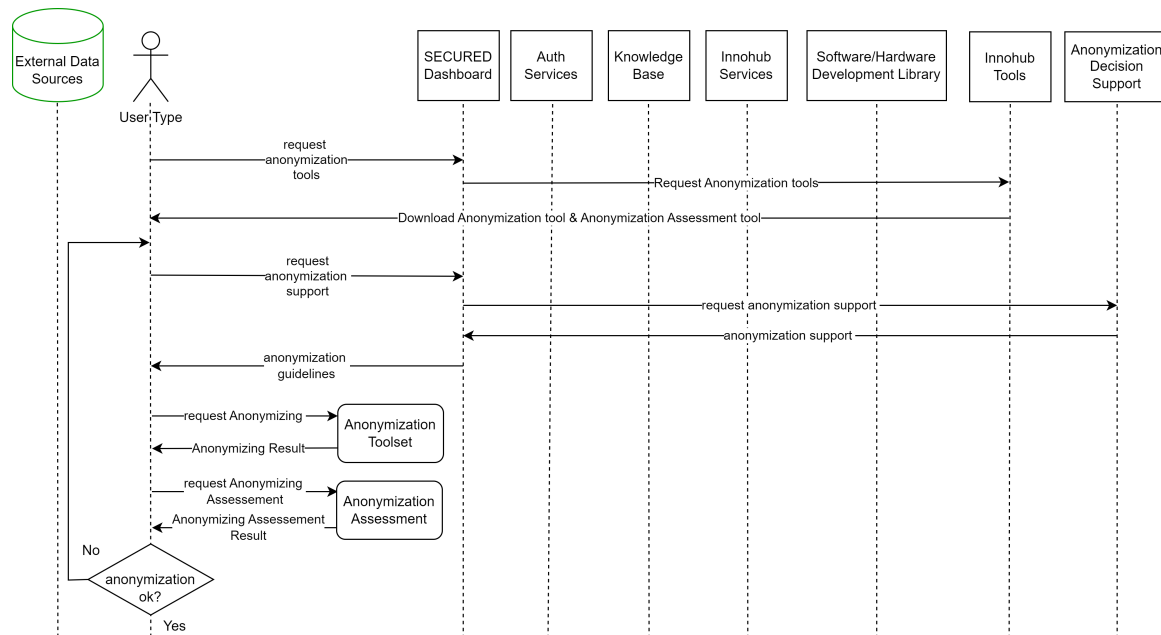 External Data
Sources
User Type
SECURED
Dashboard
Auth
Services
Knowledge
Base
Innohub
Services
Software/Hardware
Development Library
Innohub
Tools
Anonymization
Decision
Support
request
anonymization
tools
Request Anonymization tools
Download Anonymization tool & Anonymization Assessment tool
request
anonymization
support
request anonymization support
anonymization support
anonymization
guidelines
request Anonymizing
Anonymization
Toolset
Anonymizing Result
request Anonymizing
Assessement
Anonymization
Assessment
Anonymizing Assessement
Result
No
anonymization
ok?
Yes